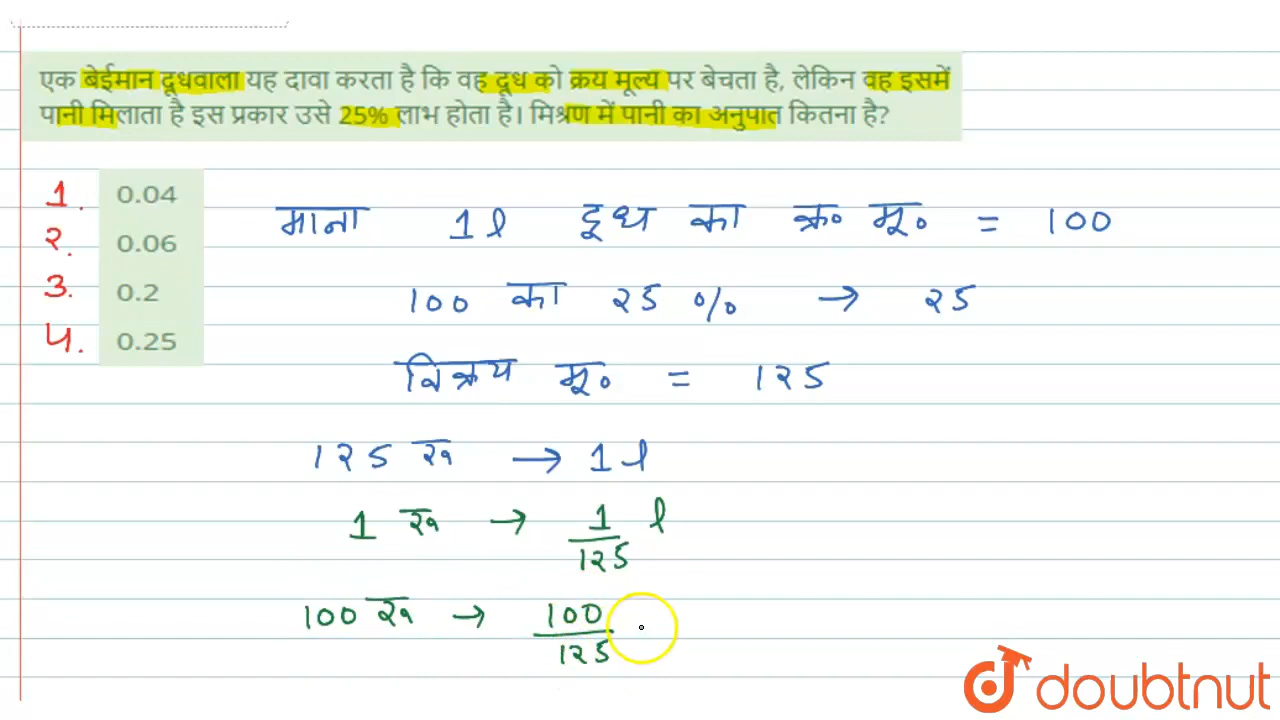 एक बेईमान दूधवाला यह दावा करता है कि वह दूध को क्रय मूल्य पर बेचता है, लेकिन वह इसमें
पानी मिलाता है इस प्रकार उसे 25% लाभ होता है। मिश्रण में पानी का अनुपात कितना है?
1. 0.04
2. 0.06
3. 0.2
4. 0.25
माना 1 l दूध का क्र० मू० = 100
100 का 25 % → 25
विक्रय मू० = 125
125 रू → 1 l
1 रू → 1/125 l
100 रू → 100/125
doubtnut